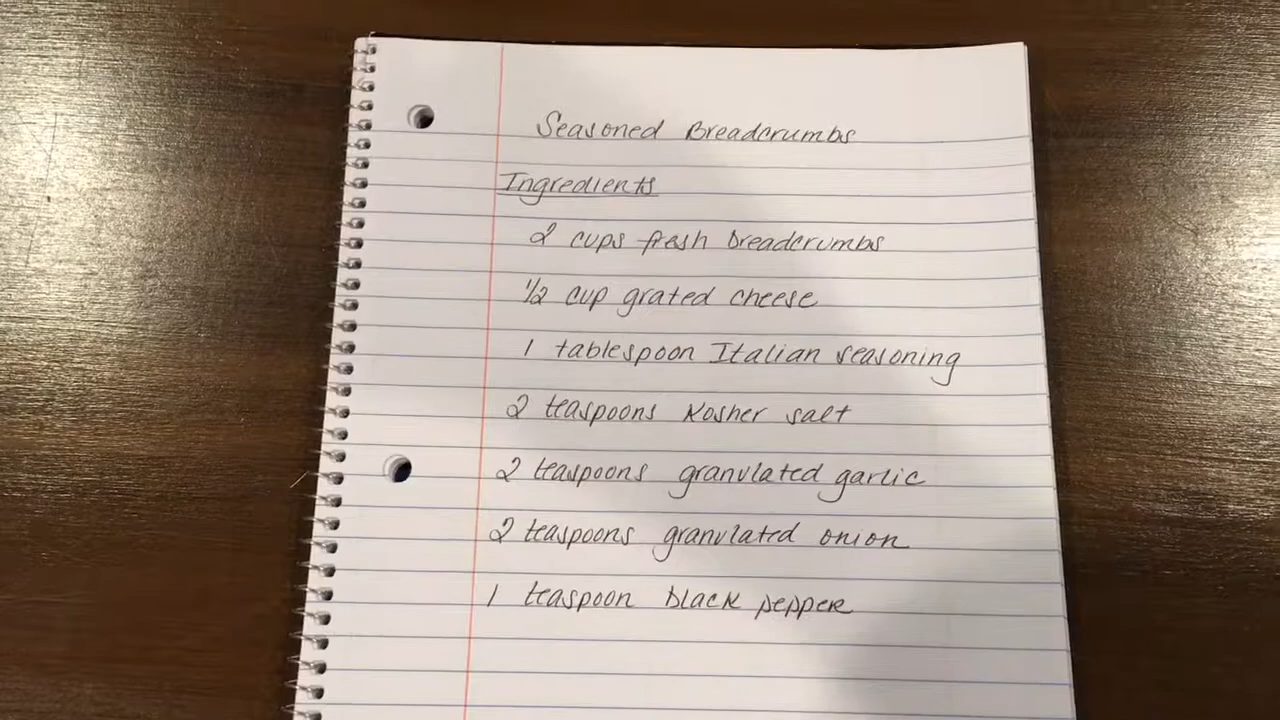 Seasoned Breadcrumbs
Ingredients
2 cups fresh breadcrumbs
1/2 cup grated cheese
1 tablespoon Italian seasoning
2 teaspoons Kosher salt
2 teaspoons granulated garlic
2 teaspoons granulated onion
1 teaspoon black pepper